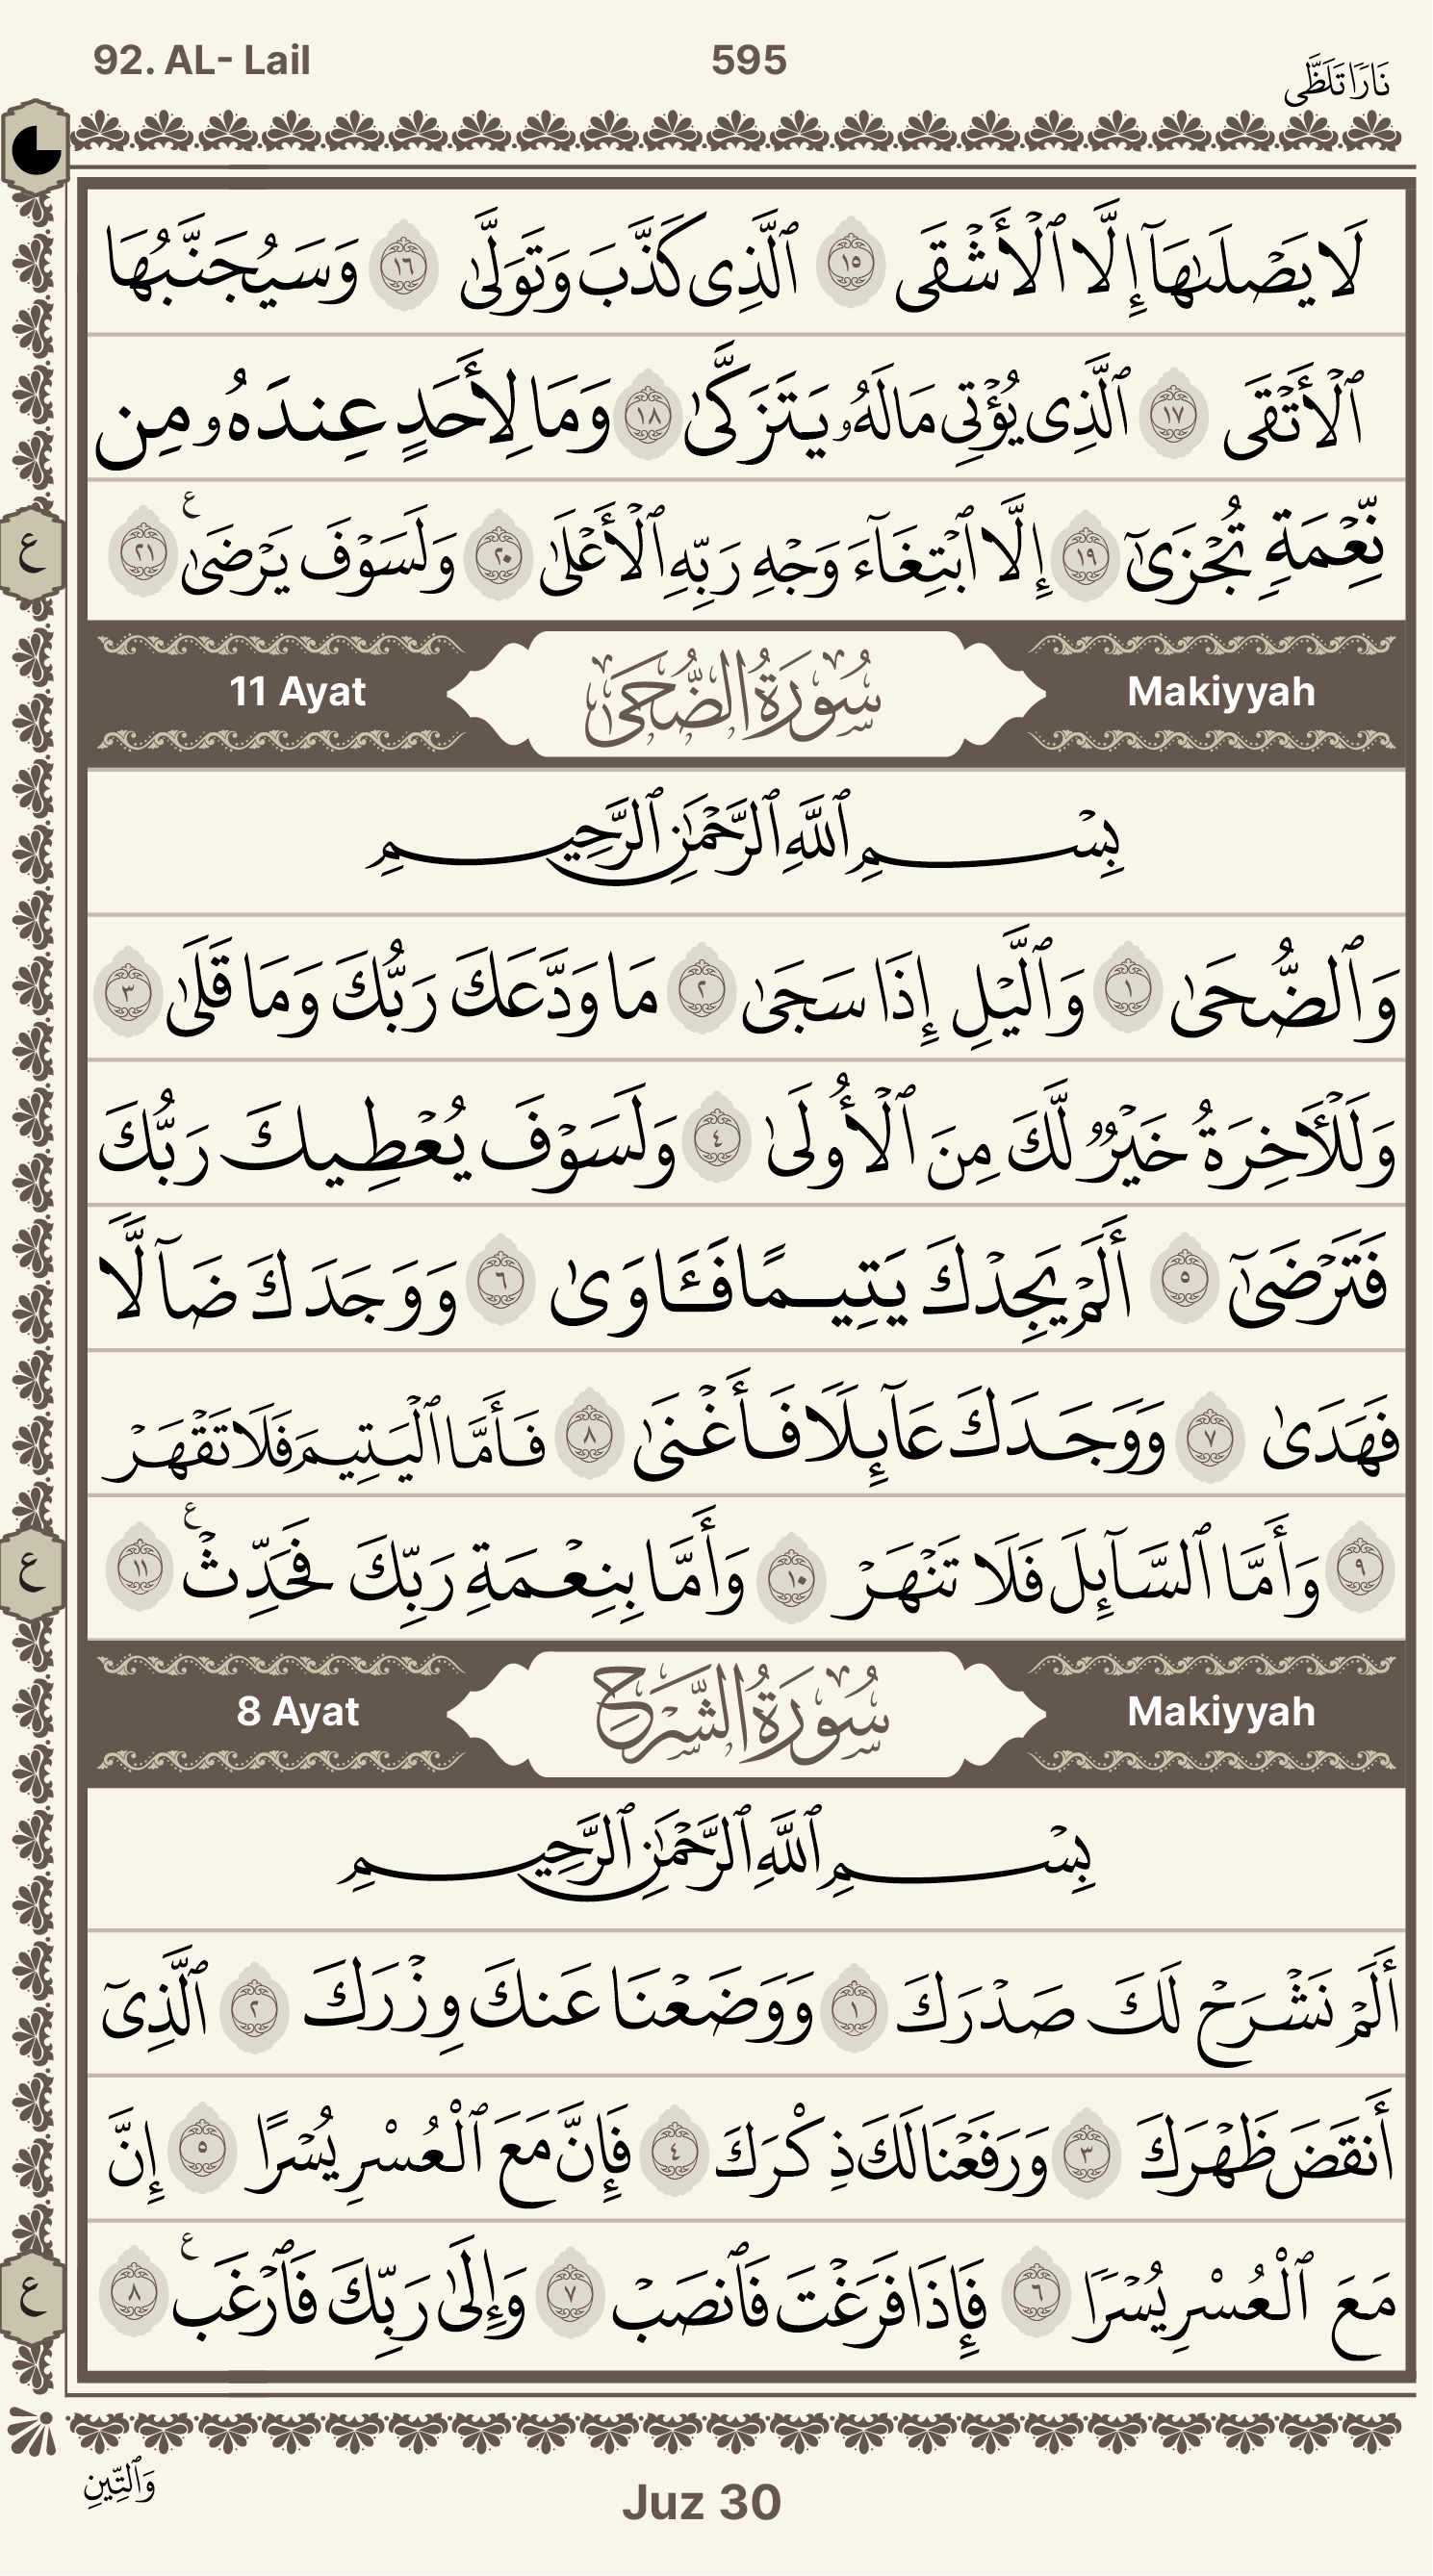 92. AL- Lail 595 نَارًا تَلَظَّى
لَا يَصْلَىٰهَآ إِلَّا ٱلْأَشْقَى ١٥ ٱلَّذِى كَذَّبَ وَتَوَلَّىٰ ١٦ وَسَيُجَنَّبُهَا
ٱلْأَتْقَى ١٧ ٱلَّذِى يُؤْتِى مَالَهُۥ يَتَزَكَّىٰ ١٨ وَمَا لِأَحَدٍ عِندَهُۥ مِن
نِّعْمَةٍ تُجْزَىٰٓ ١٩ إِلَّا ٱبْتِغَآءَ وَجْهِ رَبِّهِ ٱلْأَعْلَىٰ ٢٠ وَلَسَوْفَ يَرْضَىٰ ع ٢١
ع
11 Ayat سُورَةُ الضُّحَىٰ Makiyyah
بِسْمِ ٱللَّهِ ٱلرَّحْمَٰنِ ٱلرَّحِيمِ
وَٱلضُّحَىٰ ١ وَٱلَّيْلِ إِذَا سَجَىٰ ٢ مَا وَدَّعَكَ رَبُّكَ وَمَا قَلَىٰ ٣
وَلَلْـَٔاخِرَةُ خَيْرٌ لَّكَ مِنَ ٱلْأُولَىٰ ٤ وَلَسَوْفَ يُعْطِيكَ رَبُّكَ
فَتَرْضَىٰٓ ٥ أَلَمْ يَجِدْكَ يَتِيمًا فَـَٔاوَىٰ ٦ وَوَجَدَكَ ضَآلًّا
فَهَدَىٰ ٧ وَوَجَدَكَ عَآئِلًا فَأَغْنَىٰ ٨ فَأَمَّا ٱلْيَتِيمَ فَلَا تَقْهَرْ
٩ وَأَمَّا ٱلسَّآئِلَ فَلَا تَنْهَرْ ١٠ وَأَمَّا بِنِعْمَةِ رَبِّكَ فَحَدِّثْ ع ١١
ع
8 Ayat سُورَةُ الشَّرْحِ Makiyyah
بِسْمِ ٱللَّهِ ٱلرَّحْمَٰنِ ٱلرَّحِيمِ
أَلَمْ نَشْرَحْ لَكَ صَدْرَكَ ١ وَوَضَعْنَا عَنكَ وِزْرَكَ ٢ ٱلَّذِىٓ
أَنقَضَ ظَهْرَكَ ٣ وَرَفَعْنَا لَكَ ذِكْرَكَ ٤ فَإِنَّ مَعَ ٱلْعُسْرِ يُسْرًا ٥ إِنَّ
مَعَ ٱلْعُسْرِ يُسْرًا ٦ فَإِذَا فَرَغْتَ فَٱنصَبْ ٧ وَإِلَىٰ رَبِّكَ فَٱرْغَب ع ٨
ع
وَٱلتِّينِ
Juz 30